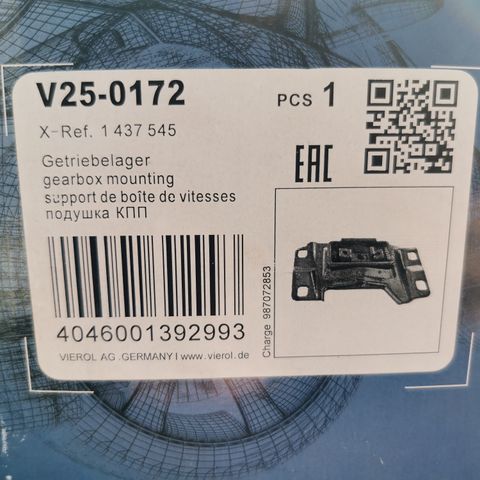 V25-0172
PCS 1
X-Ref. 1 437 545
EAC
Getriebelager
gearbox mounting
support de boîte de vitesses
подушка КПП
4046001392993
VIEROL AG .GERMANY I www.vierol.de
Charge 987072853